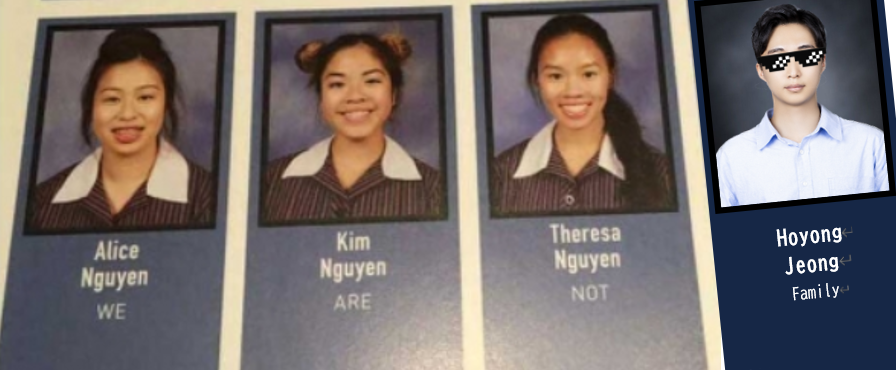 Alice
Nguyen
WE
Kim
Nguyen
ARE
Theresa
Nguyen
NOT
Hoyong
Jeong
Family